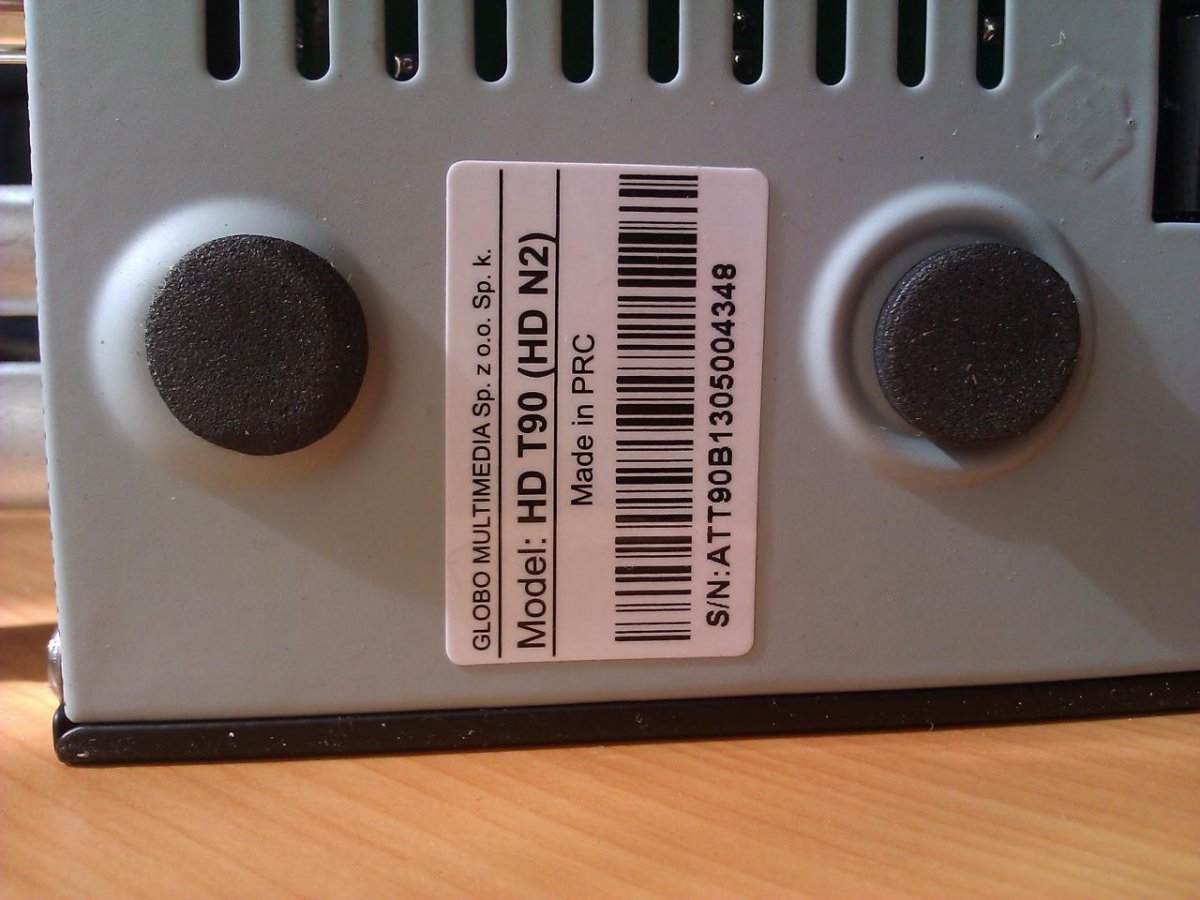 GLOBO MULTIMEDIA Sp. z o.o. Sp. k.
Model: HD T90 (HD N2)
Made in PRC
S/N:ATT90B1305004348